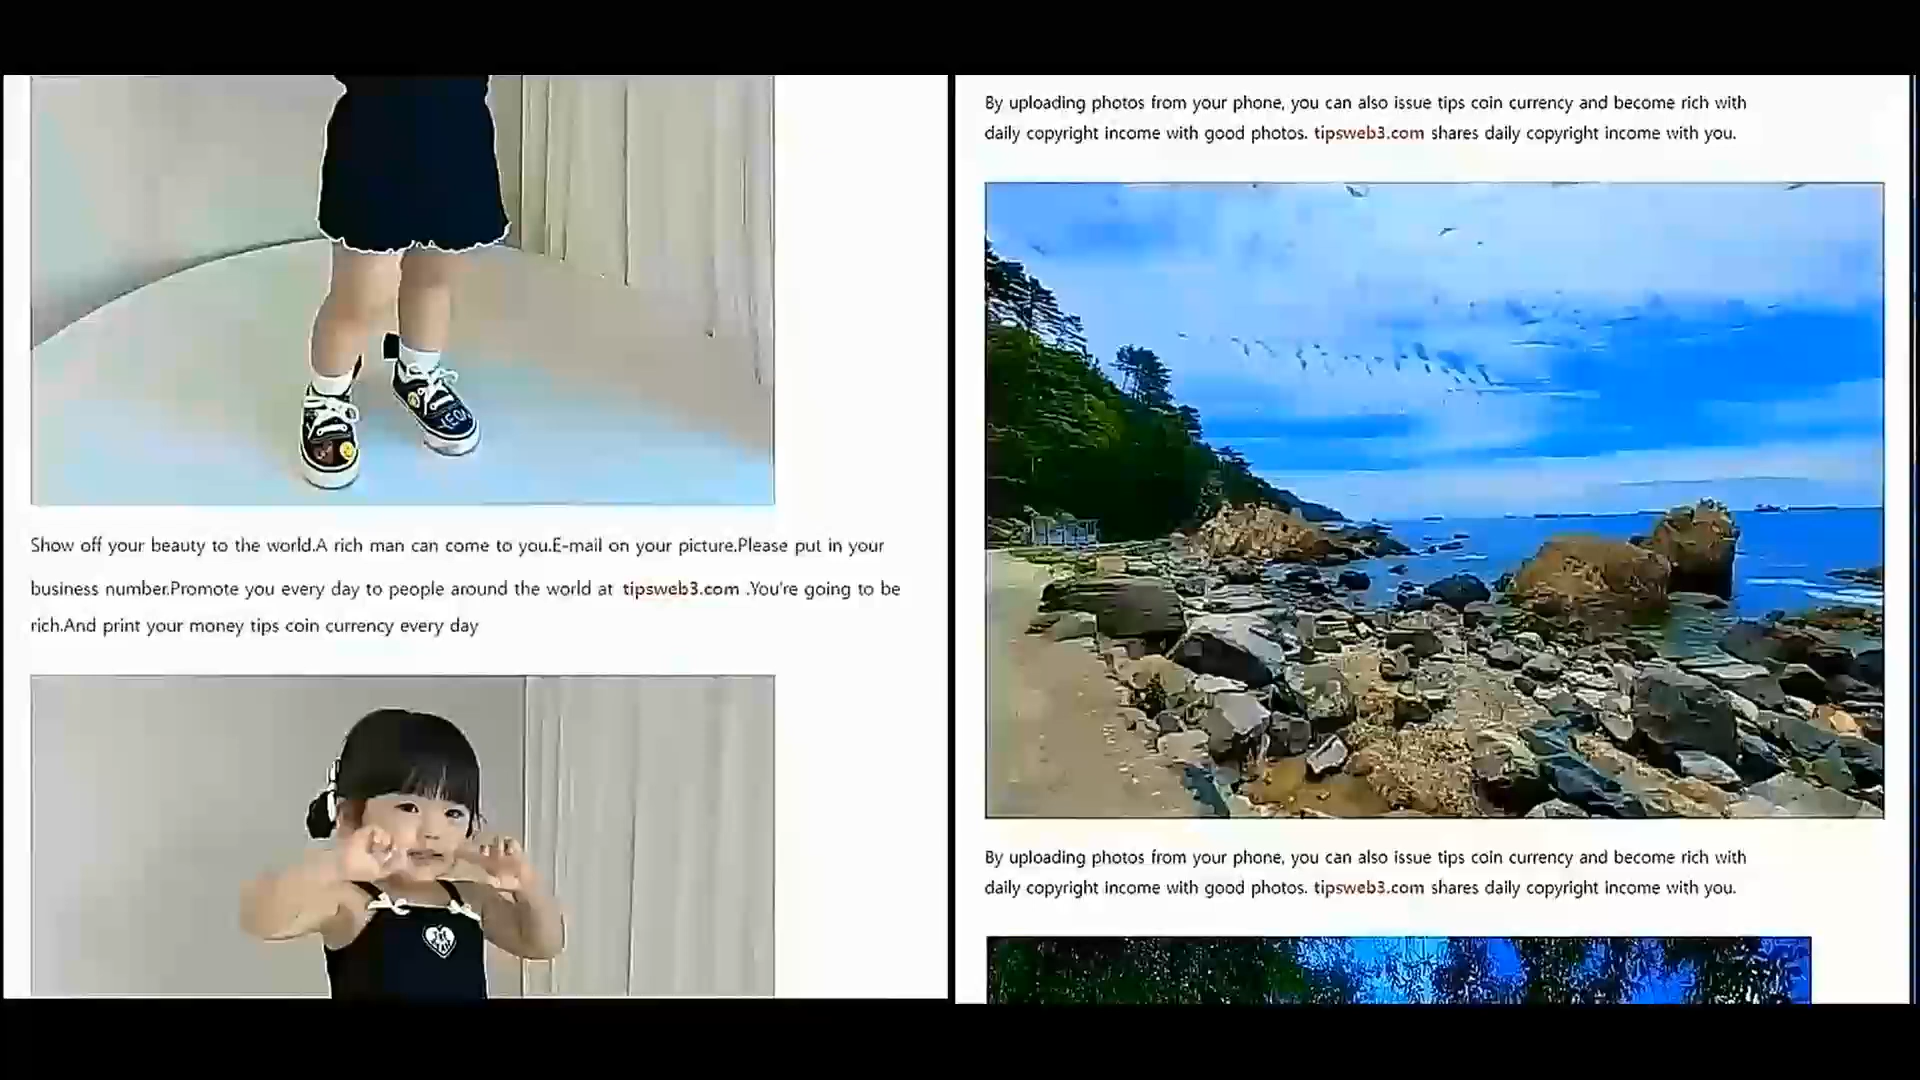 Show off your beauty to the world.A rich man can come to you.E-mail on your picture.Please put in your
business number.Promote you every day to people around the world at tipsweb3.com .You're going to be
rich.And print your money tips coin currency every day
By uploading photos from your phone, you can also issue tips coin currency and become rich with
daily copyright income with good photos. tipsweb3.com shares daily copyright income with you.
By uploading photos from your phone, you can also issue tips coin currency and become rich with
daily copyright income with good photos. tipsweb3.com shares daily copyright income with you.